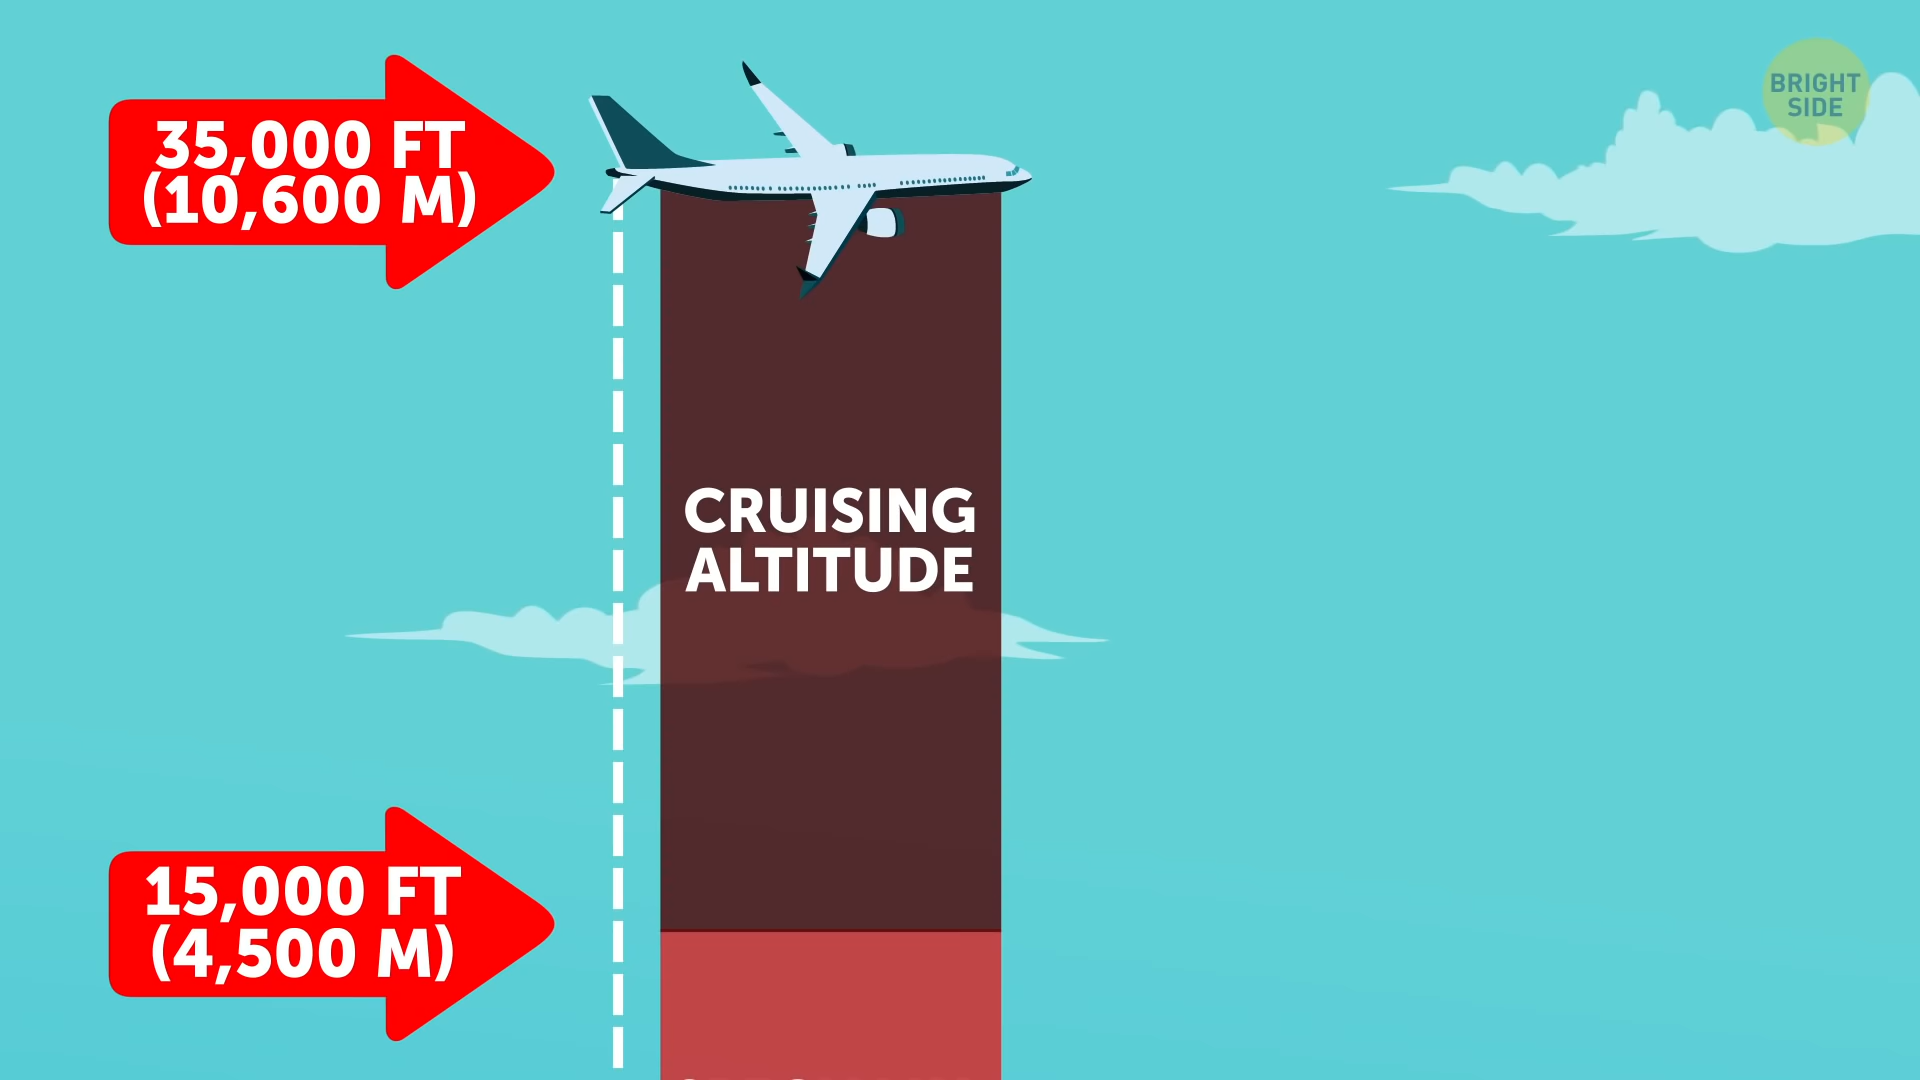 35,000 FT
(10,600 M)
BRIGHT
SIDE
CRUISING
ALTITUDE
15,000 FT
(4,500 M)